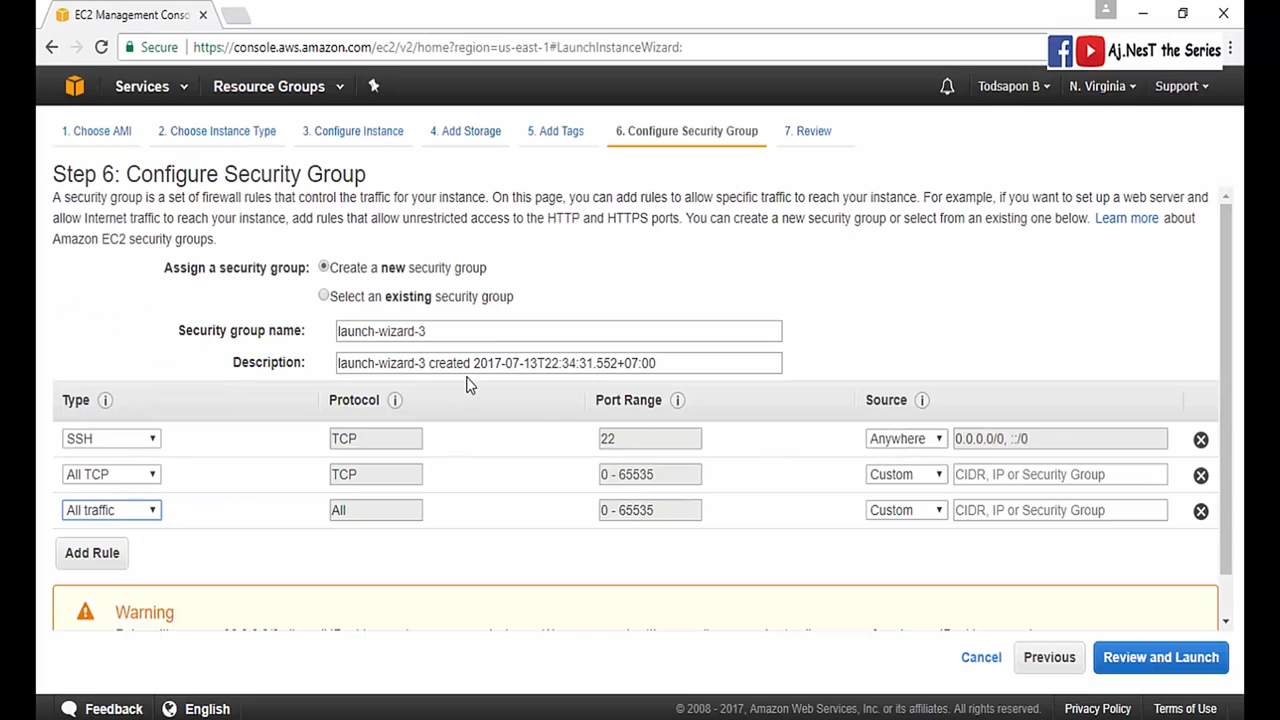 EC2 Management Conso
Secure https://console.aws.amazon.com/ec2/v2/home?region=us-east-1#LaunchInstanceWizard:
Aj.NesT the Series
Services Resource Groups Todsapon B N. Virginia Support
1. Choose AMI 2. Choose Instance Type 3. Configure Instance 4. Add Storage 5. Add Tags 6. Configure Security Group 7. Review
Step 6: Configure Security Group
A security group is a set of firewall rules that control the traffic for your instance. On this page, you can add rules to allow specific traffic to reach your instance. For example, if you want to set up a web server and
allow Internet traffic to reach your instance, add rules that allow unrestricted access to the HTTP and HTTPS ports. You can create a new security group or select from an existing one below. Learn more about
Amazon EC2 security groups.
Assign a security group: Create a new security group
Select an existing security group
Security group name: launch-wizard-3
Description: launch-wizard-3 created 2017-07-13T22:34:31.552+07:00
Type Protocol Port Range Source
SSH TCP 22 Anywhere 0.0.0.0/0, ::/0
All TCP TCP 0 - 65535 Custom CIDR, IP or Security Group
All traffic All 0 - 65535 Custom CIDR, IP or Security Group
Add Rule
Warning
Cancel Previous Review and Launch
Feedback English © 2008 - 2017, Amazon Web Services, Inc. or its affiliates. All rights reserved. Privacy Policy Terms of Use